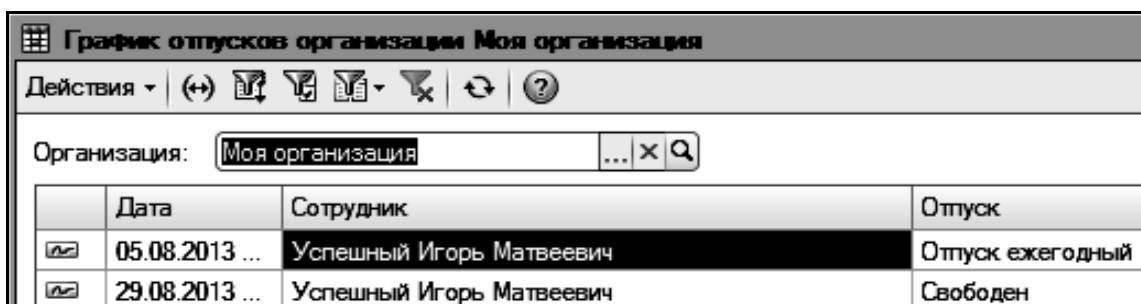 График отпусков организации Моя организация
Действия
Организация: Моя организация ...
Дата Сотрудник Отпуск
05.08.2013 ... Успешный Игорь Матвеевич Отпуск ежегодный
29.08.2013 ... Успешный Игорь Матвеевич Свободен